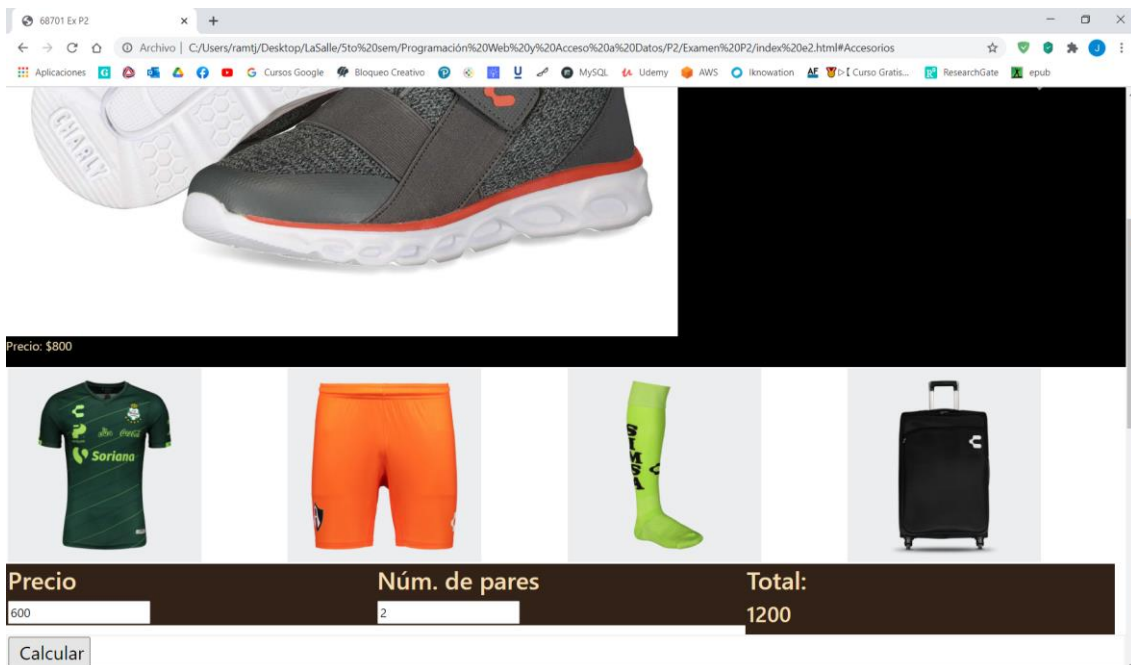 68701 Ex P2
Archivo | C:/Users/ramtj/Desktop/LaSalle/5to%20sem/Programación%20Web%20y%20Acceso%20a%20Datos/P2/Examen%20P2/index%20e2.html#Accesorios
Aplicaciones Cursos Google Bloqueo Creativo MySQL Udemy AWS Iknowation Curso Gratis... ResearchGate epub
CHARLY
Precio: $800
Soriana
SIMSA
Precio Núm. de pares Total:
600 2 1200
Calcular